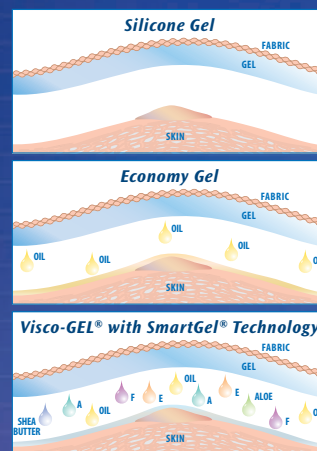 Silicone Gel
FABRIC
GEL
SKIN
Economy Gel
FABRIC
GEL
OIL
OIL
OIL
OIL
O
SKIN
Visco-GEL® with SmartGel® Technology
FABRIC
GEL
OIL
F
E
E
A
A
OIL
ALOE
SHEA
BUTTER
F
O
SKIN